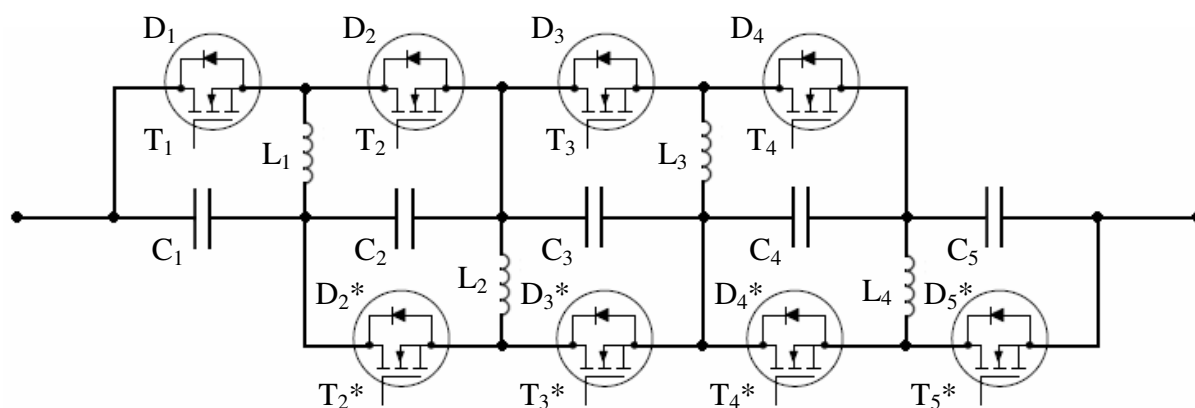 D₁ D₂ D₃ D₄
T₁ L₁ T₂ T₃ L₃ T₄
C₁ C₂ C₃ C₄ C₅
D₂* L₂ D₃* D₄* L₄ D₅*
T₂* T₃* T₄* T₅*